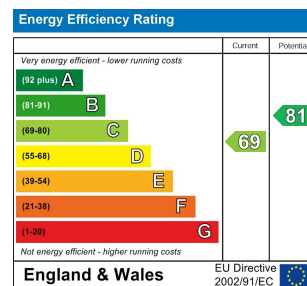 Energy Efficiency Rating
Current
Potentia
Very energy efficient - lower running costs
(92 plus) A
(81-91) B
81
(69-80) C
69
(55-68) D
(39-54) E
(21-38) F
(1-20) G
Not energy efficient - higher running costs
England & Wales
EU Directive
2002/91/EC